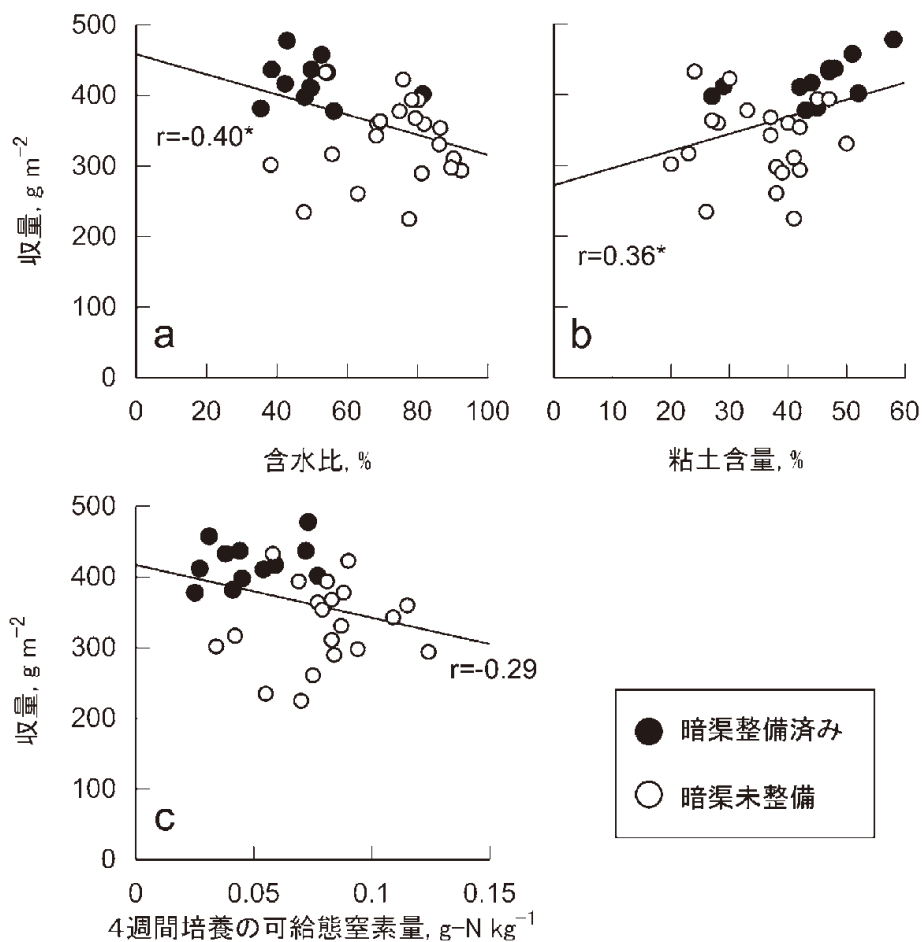 500
400
300
200
100
0
収量, g m⁻²
r=-0.40*
a
0 20 40 60 80 100
含水比, %
r=0.36*
b
0 10 20 30 40 50 60
粘土含量, %
500
400
300
200
100
0
収量, g m⁻²
r=-0.29
c
0 0.05 0.1 0.15
4週間培養の可給態窒素量, g-N kg⁻¹
暗渠整備済み
暗渠未整備